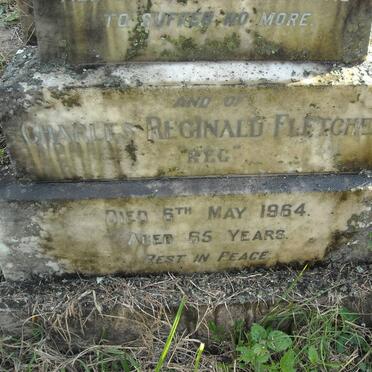 TO SUFFER NO MORE.
AND OF
CHARLES REGINALD FLETCHE
"REG"
DIED 6TH MAY 1964.
AGED 65 YEARS.
REST IN PEACE